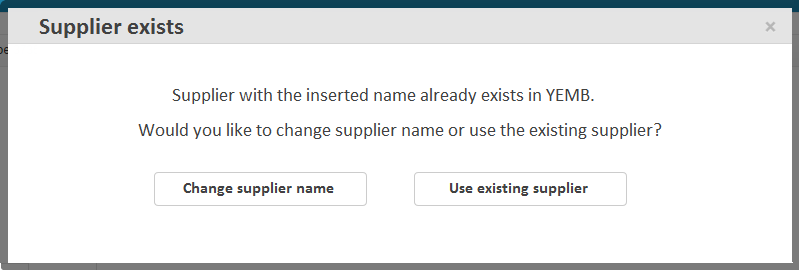 Supplier exists
×
Supplier with the inserted name already exists in YEMB.
Would you like to change supplier name or use the existing supplier?
Change supplier name
Use existing supplier